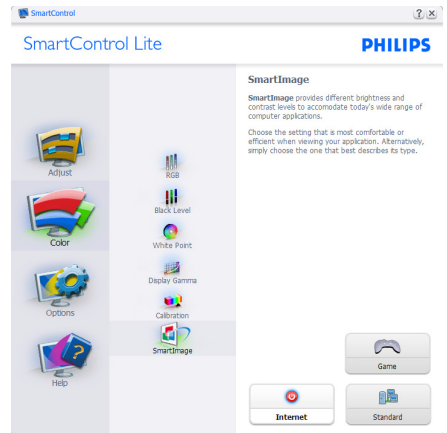 SmartControl
SmartControl Lite
PHILIPS
Adjust
Color
Options
Help
RGB
Black Level
White Point
Display Gamma
Calibration
SmartImage
SmartImage
SmartImage provides different brightness and
contrast levels to accomodate today's wide range of
computer applications.
Choose the setting that is most comfortable or
efficient when viewing your application. Alternatively,
simply choose the one that best describes its type.
Game
Internet
Standard